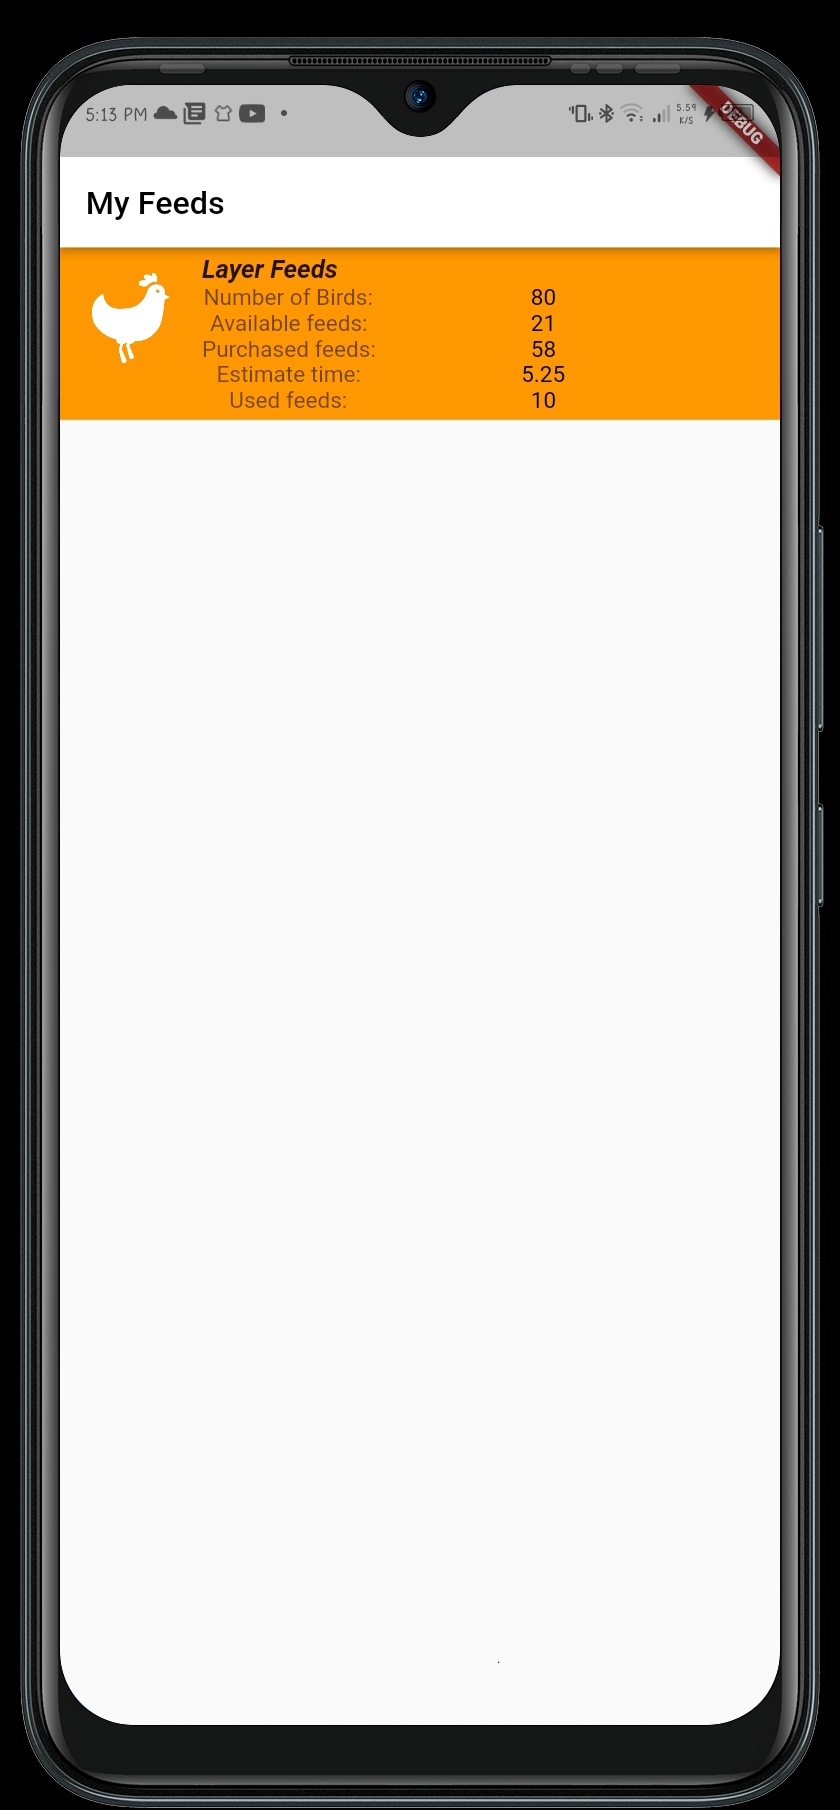 5:13 PM 5.59 K/S DEBUG
My Feeds
Layer Feeds
Number of Birds: 80
Available feeds: 21
Purchased feeds: 58
Estimate time: 5.25
Used feeds: 10